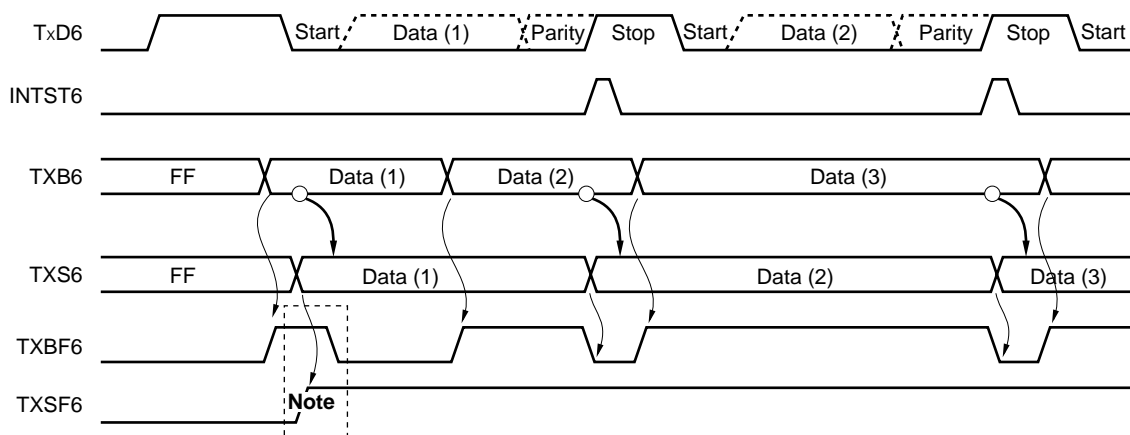 TxD6 Start Data (1) Parity Stop Start Data (2) Parity Stop Start
INTST6
TXB6 FF Data (1) Data (2) Data (3)
TXS6 FF Data (1) Data (2) Data (3)
TXBF6
TXSF6 Note